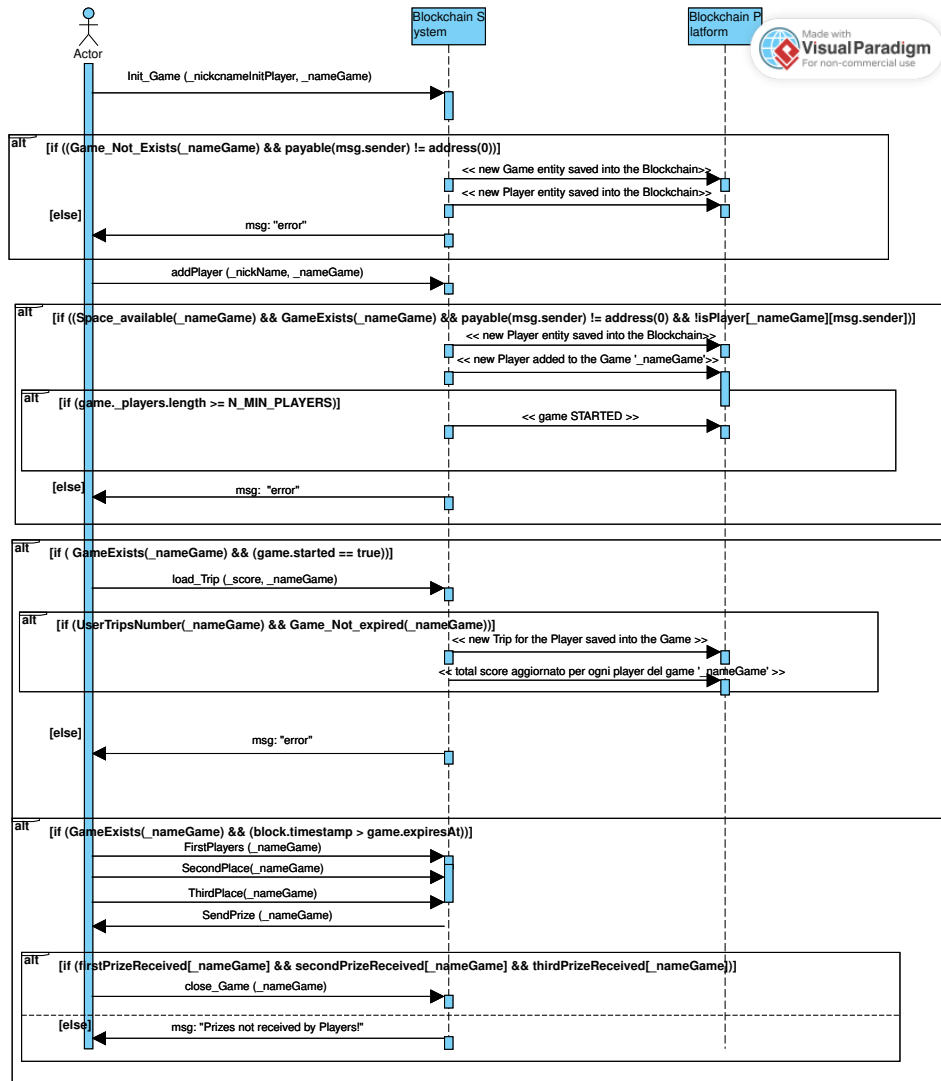 Actor
Blockchain S
ystem
Blockchain P
latform
Made with
VisualParadigm
For non-commercial use
Init_Game (_nickcnameInitPlayer, _nameGame)
alt
[if ((Game_Not_Exists(_nameGame) && payable(msg.sender) != address(0))]
<< new Game entity saved into the Blockchain>>
<< new Player entity saved into the Blockchain>>
[else]
msg: "error"
addPlayer (_nickName, _nameGame)
alt
[if ((Space_available(_nameGame) && GameExists(_nameGame) && payable(msg.sender) != address(0) && !isPlayer[_nameGame][msg.sender))]
<< new Player entity saved into the Blockchain>>
<< new Player added to the Game '_nameGame'>>
alt
[if (game._players.length >= N_MIN_PLAYERS)]
<< game STARTED >>
[else]
msg: "error"
alt
[if ( GameExists(_nameGame) && (game.started == true))]
load_Trip (_score, _nameGame)
alt
[if (UserTripsNumber(_nameGame) && Game_Not_expired(_nameGame))]
<< new Trip for the Player saved into the Game >>
<< total score aggiornato per ogni player del game '_nameGame' >>
[else]
msg: "error"
alt
[if (GameExists(_nameGame) && (block.timestamp > game.expiresAt))]
FirstPlayers (_nameGame)
SecondPlace(_nameGame)
ThirdPlace(_nameGame)
SendPrize (_nameGame)
alt
[if (firstPrizeReceived[_nameGame] && secondPrizeReceived[_nameGame] && thirdPrizeReceived[_nameGame])]
close_Game (_nameGame)
[else]
msg: "Prizes not received by Players!"